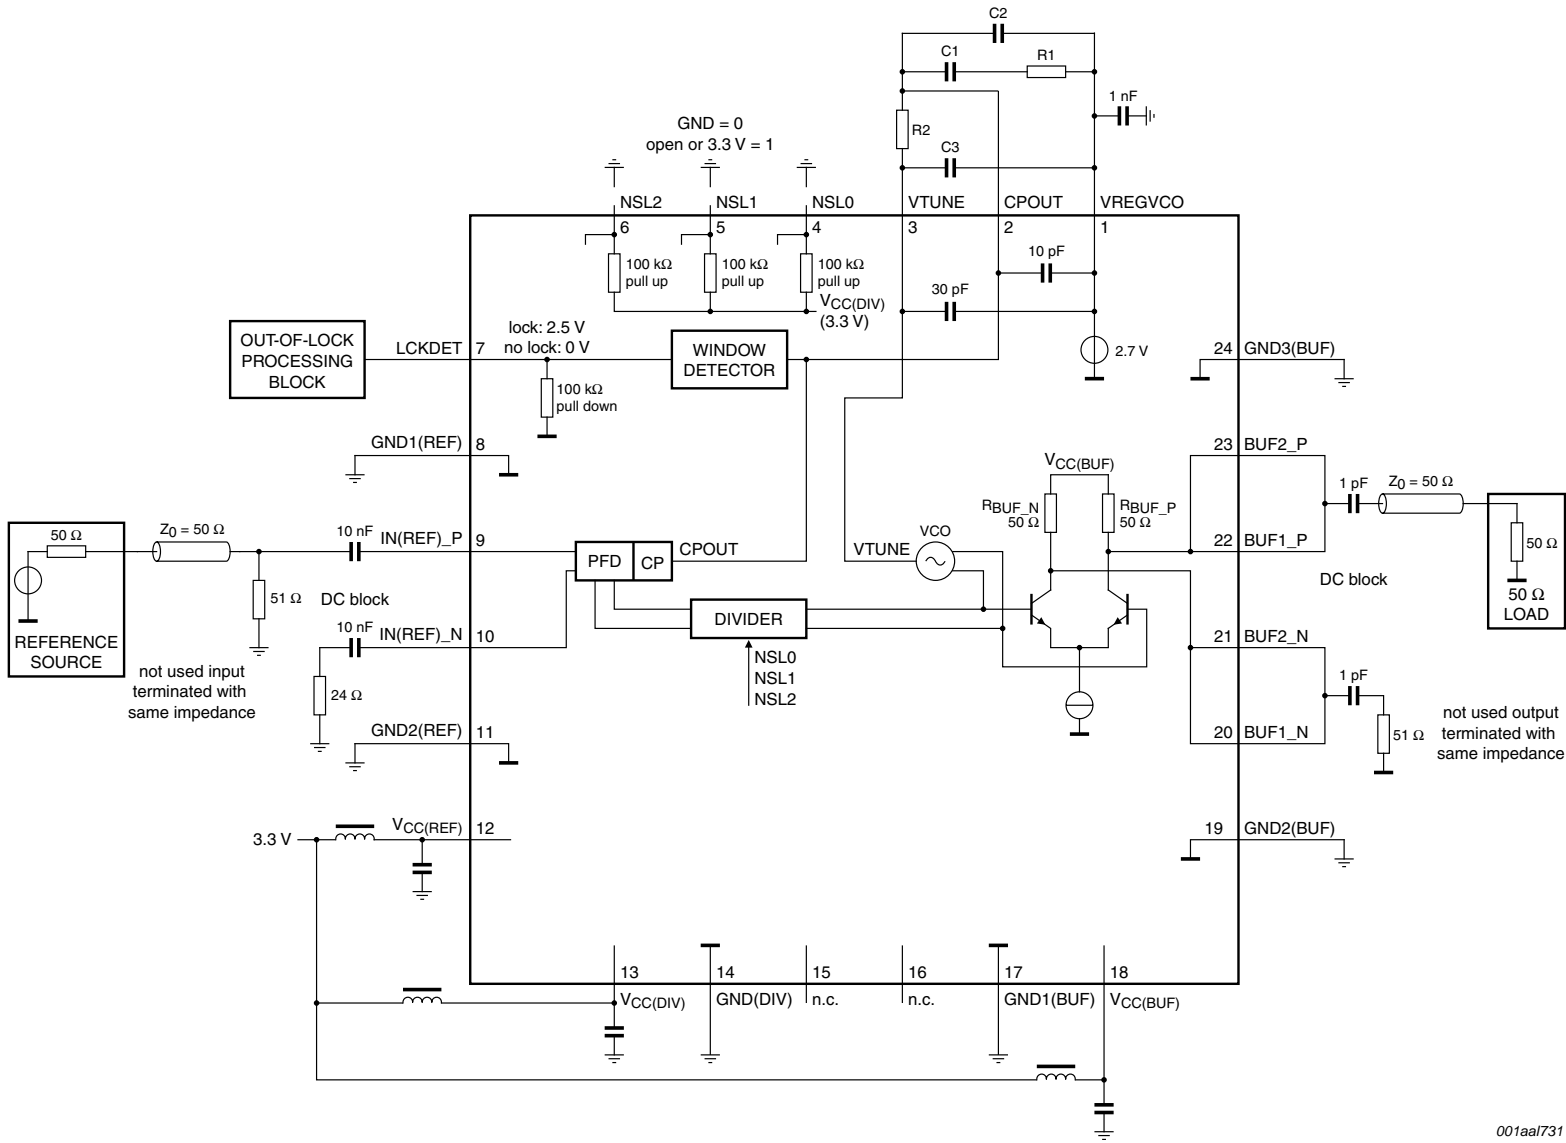 C2
C1
R1
1 nF
GND = 0
open or 3.3 V = 1
R2
C3
NSL2
NSL1
NSL0
VTUNE
CPOUT
VREGVCO
6
5
4
3
2
1
100 kΩ
pull up
100 kΩ
pull up
100 kΩ
pull up
10 pF
30 pF
VCC(DIV)
(3.3 V)
OUT-OF-LOCK
PROCESSING
BLOCK
LCKDET
7
lock: 2.5 V
no lock: 0 V
WINDOW
DETECTOR
2.7 V
24
GND3(BUF)
100 kΩ
pull down
GND1(REF)
8
23
BUF2_P
VCC(BUF)
RBUF_N
50 Ω
RBUF_P
50 Ω
1 pF
Z0 = 50 Ω
50 Ω
Z0 = 50 Ω
10 nF
IN(REF)_P
9
PFD
CP
CPOUT
VTUNE
VCO
22
BUF1_P
50 Ω
DC block
50 Ω
LOAD
51 Ω
DC block
REFERENCE
SOURCE
10 nF
IN(REF)_N
10
DIVIDER
NSL0
NSL1
NSL2
21
BUF2_N
1 pF
not used input
terminated with
same impedance
24 Ω
GND2(REF)
11
20
BUF1_N
51 Ω
not used output
terminated with
same impedance
3.3 V
VCC(REF)
12
19
GND2(BUF)
13
14
15
16
17
18
VCC(DIV)
GND(DIV)
n.c.
n.c.
GND1(BUF)
VCC(BUF)
001aal731